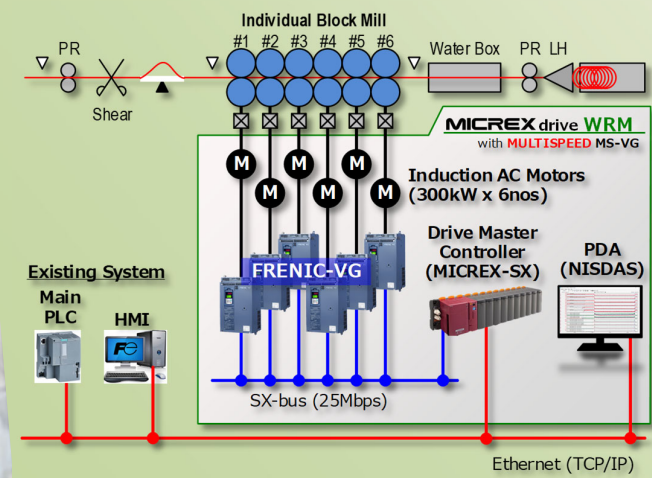 Individual Block Mill
#1 #2 #3 #4 #5 #6
PR
Shear
Water Box
PR LH
MICREX drive WRM
with MULTISPEED MS-VG
M M M
M M M
Induction AC Motors
(300kW x 6nos)
FRENIC-VG
Drive Master
Controller
(MICREX-SX)
PDA
(NISDAS)
Existing System
Main
PLC
HMI
Fe
SX-bus (25Mbps)
Ethernet (TCP/IP)